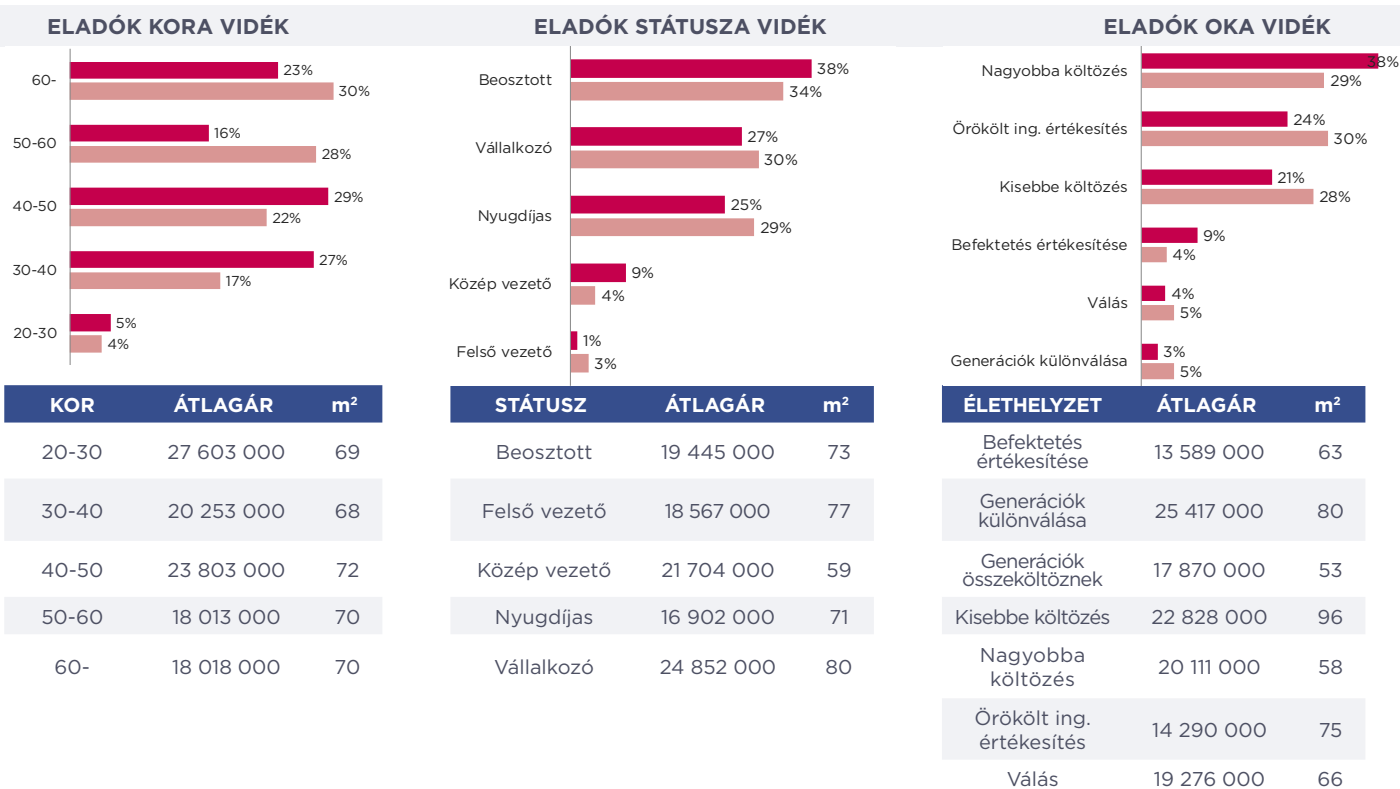 ELADÓK KORA VIDÉK
60-
23%
30%
50-60
16%
28%
40-50
29%
22%
30-40
27%
17%
20-30
5%
4%
KOR ÁTLAGÁR m²
20-30 27 603 000 69
30-40 20 253 000 68
40-50 23 803 000 72
50-60 18 013 000 70
60- 18 018 000 70
ELADÓK STÁTUSZA VIDÉK
Beosztott
38%
34%
Vállalkozó
27%
30%
Nyugdíjas
25%
29%
Közép vezető
9%
4%
Felső vezető
1%
3%
STÁTUSZ ÁTLAGÁR m²
Beosztott 19 445 000 73
Felső vezető 18 567 000 77
Közép vezető 21 704 000 59
Nyugdíjas 16 902 000 71
Vállalkozó 24 852 000 80
ELADÓK OKA VIDÉK
Nagyobba költözés
38%
29%
Örökölt ing. értékesítés
24%
30%
Kisebbe költözés
21%
28%
Befektetés értékesítése
9%
4%
Válás
4%
5%
Generációk különválása
3%
5%
ÉLETHELYZET ÁTLAGÁR m²
Befektetés
értékesítése 13 589 000 63
Generációk
különválása 25 417 000 80
Generációk
összeköltöznek 17 870 000 53
Kisebbe költözés 22 828 000 96
Nagyobba
költözés 20 111 000 58
Örökölt ing.
értékesítés 14 290 000 75
Válás 19 276 000 66